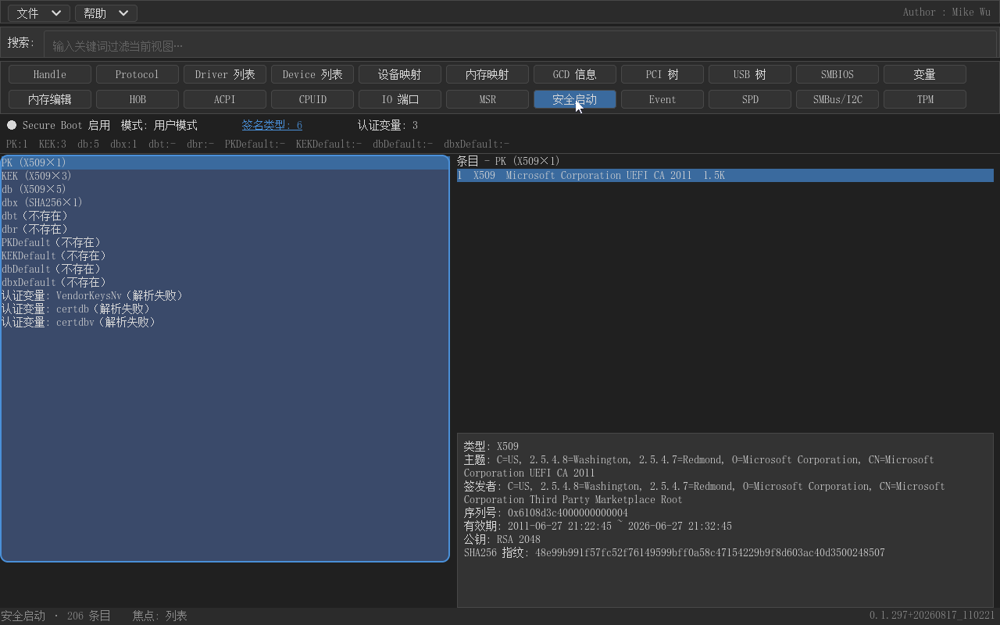 文件 帮助 Author : Mike Wu
搜索: 输入关键词过滤当前视图…
Handle Protocol Driver 列表 Device 列表 设备映射 内存映射 GCD 信息 PCI 树 USB 树 SMBIOS 变量
内存编辑 HOB ACPI CPUID IO 端口 MSR 安全启动 Event SPD SMBus/I2C TPM
Secure Boot 启用 模式: 用户模式 签名类型: 6 认证变量: 3
PK:1 KEK:3 db:5 dbx:1 dbt:- dbr:- PKDefault:- KEKDefault:- dbDefault:- dbxDefault:-
PK (X509×1)
KEK (X509×3)
db (X509×5)
dbx (SHA256×1)
dbt（不存在）
dbr（不存在）
PKDefault（不存在）
KEKDefault（不存在）
dbDefault（不存在）
dbxDefault（不存在）
认证变量: VendorKeysNv（解析失败）
认证变量: certdb（解析失败）
认证变量: certdbv（解析失败）
条目 - PK (X509×1)
1 X509 Microsoft Corporation UEFI CA 2011 1.5K
类型: X509
主题: C=US, 2.5.4.8=Washington, 2.5.4.7=Redmond, O=Microsoft Corporation, CN=Microsoft
Corporation UEFI CA 2011
签发者: C=US, 2.5.4.8=Washington, 2.5.4.7=Redmond, O=Microsoft Corporation, CN=Microsoft
Corporation Third Party Marketplace Root
序列号: 0x6108d3c4000000000004
有效期: 2011-06-27 21:22:45 ~ 2026-06-27 21:32:45
公钥: RSA 2048
SHA256 指纹: 48e99b991f57fc52f76149599bff0a58c47154229b9f8d603ac40d3500248507
安全启动 · 206 条目 焦点: 列表 0.1.297+20260817_110221